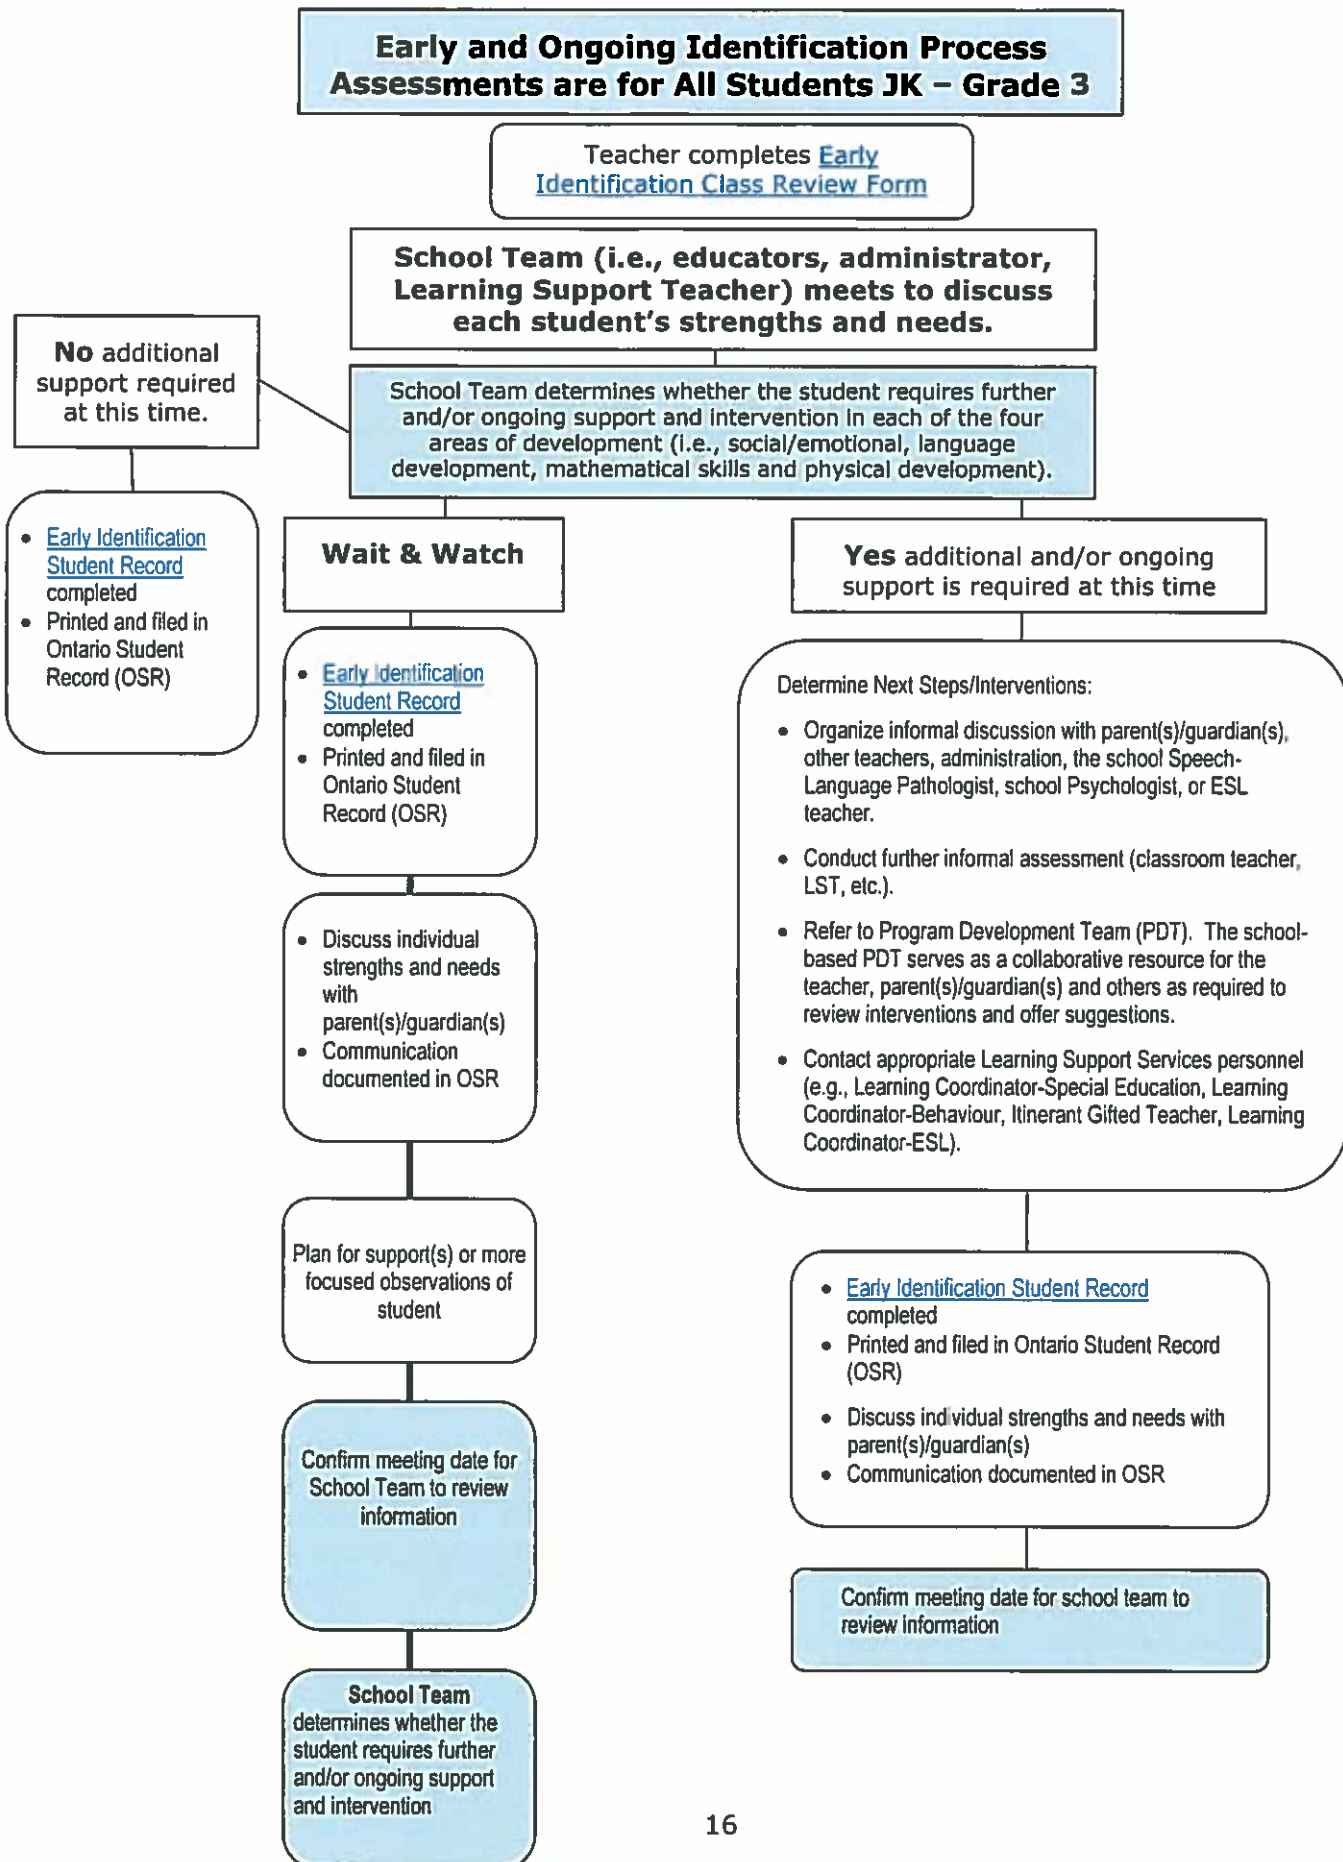 Early and Ongoing Identification Process
Assessments are for All Students JK – Grade 3
Teacher completes Early
Identification Class Review Form
School Team (i.e., educators, administrator,
Learning Support Teacher) meets to discuss
each student's strengths and needs.
No additional
support required
at this time.
School Team determines whether the student requires further
and/or ongoing support and intervention in each of the four
areas of development (i.e., social/emotional, language
development, mathematical skills and physical development).
• Early Identification
Student Record
completed
• Printed and filed in
Ontario Student
Record (OSR)
Wait & Watch
• Early Identification
Student Record
completed
• Printed and filed in
Ontario Student
Record (OSR)
• Discuss individual
strengths and needs
with
parent(s)/guardian(s)
• Communication
documented in OSR
Plan for support(s) or more
focused observations of
student
Confirm meeting date for
School Team to review
information
School Team
determines whether the
student requires further
and/or ongoing support
and intervention
Yes additional and/or ongoing
support is required at this time
Determine Next Steps/Interventions:
• Organize informal discussion with parent(s)/guardian(s),
other teachers, administration, the school Speech-
Language Pathologist, school Psychologist, or ESL
teacher.
• Conduct further informal assessment (classroom teacher,
LST, etc.).
• Refer to Program Development Team (PDT). The school-
based PDT serves as a collaborative resource for the
teacher, parent(s)/guardian(s) and others as required to
review interventions and offer suggestions.
• Contact appropriate Learning Support Services personnel
(e.g., Learning Coordinator-Special Education, Learning
Coordinator-Behaviour, Itinerant Gifted Teacher, Learning
Coordinator-ESL).
• Early Identification Student Record
completed
• Printed and filed in Ontario Student Record
(OSR)
• Discuss individual strengths and needs with
parent(s)/guardian(s)
• Communication documented in OSR
Confirm meeting date for school team to
review information
16